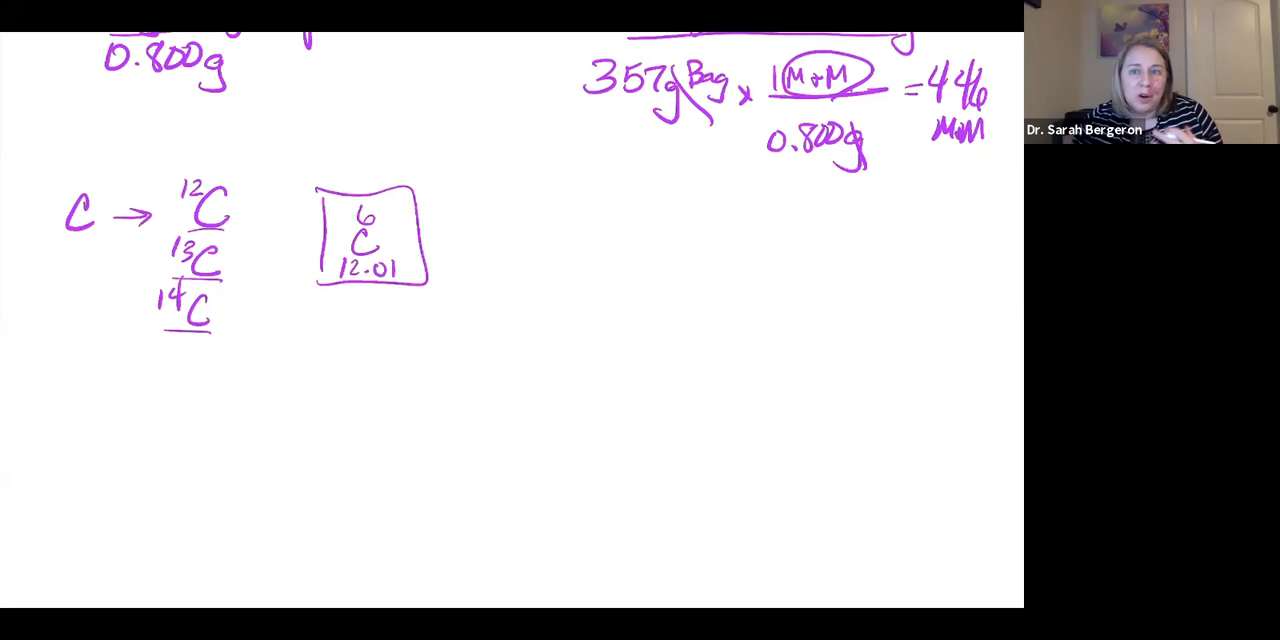 0.800g
357g Bag x 1 M+M = 446
0.800g M+M
C → ¹²C
¹³C
¹⁴C
6
C
12.01
Dr. Sarah Bergeron